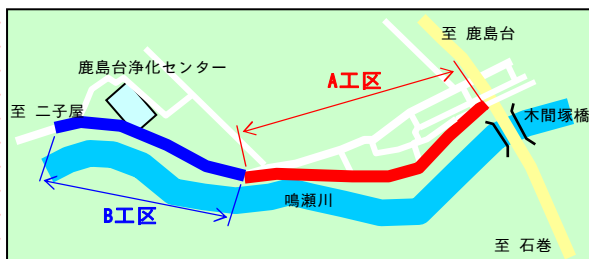 至 鹿島台
鹿島台浄化センター
A工区
至 二子屋
木間塚橋
鳴瀬川
B工区
至 石巻